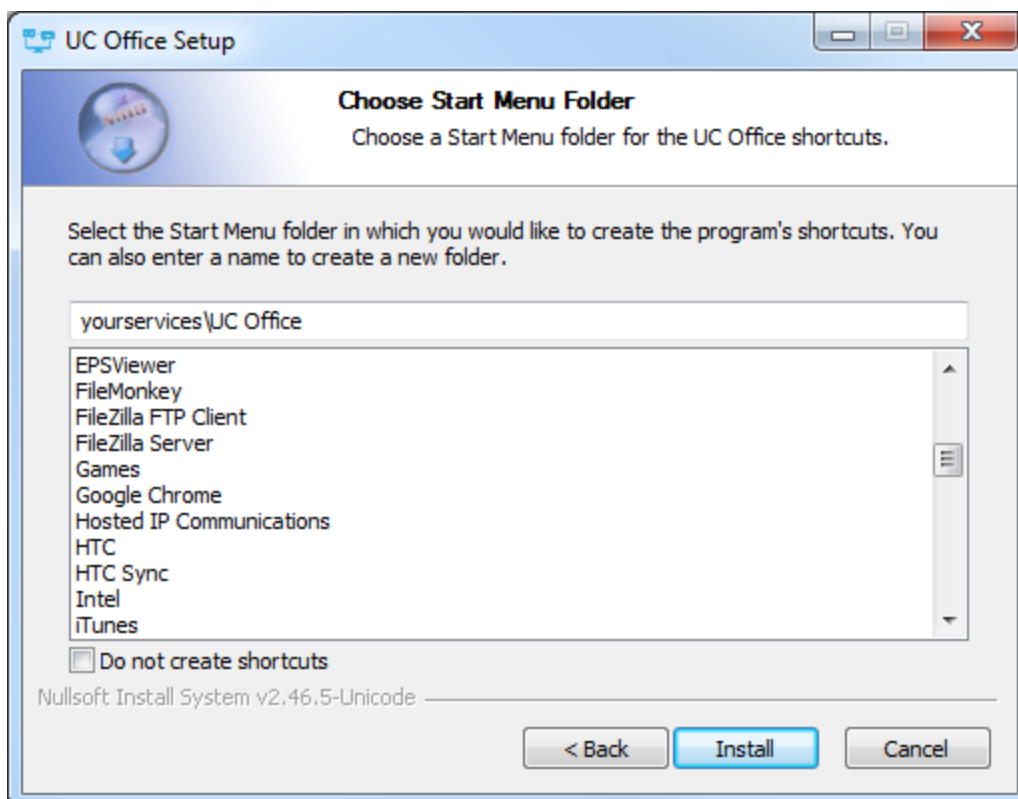 UC Office Setup
Choose Start Menu Folder
Choose a Start Menu folder for the UC Office shortcuts.
Select the Start Menu folder in which you would like to create the program's shortcuts. You
can also enter a name to create a new folder.
yourservices\UC Office
EPSViewer
FileMonkey
FileZilla FTP Client
FileZilla Server
Games
Google Chrome
Hosted IP Communications
HTC
HTC Sync
Intel
iTunes
Do not create shortcuts
Nullsoft Install System v2.46.5-Unicode
< Back
Install
Cancel